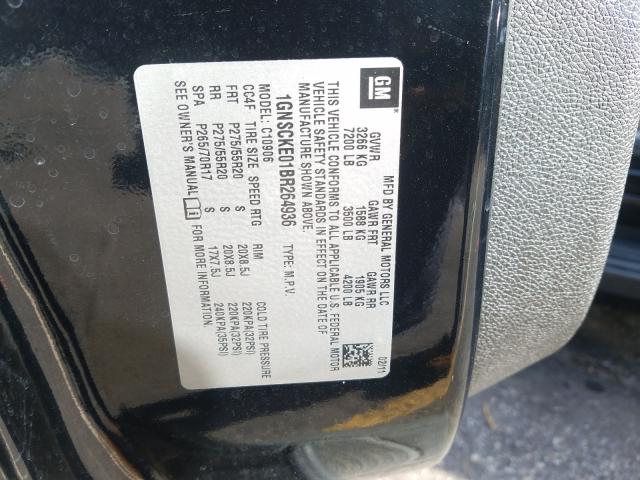 GM
MFD BY GENERAL MOTORS LLC 02/11
GVWR GAWR FRT GAWR RR
3266 KG 1588 KG 1905 KG
7200 LB 3500 LB 4200 LB
THIS VEHICLE CONFORMS TO ALL APPLICABLE U.S. FEDERAL MOTOR
VEHICLE SAFETY STANDARDS IN EFFECT ON THE DATE OF
MANUFACTURE SHOWN ABOVE.
1GNSCKE01BR264936 TYPE: M.P.V.
MODEL: C10906
CC4F TIRE SIZE SPEED RTG RIM COLD TIRE PRESSURE
FRT P275/55R20 S 20X8.5J 220KPA(32PSI)
RR P275/55R20 S 20X8.5J 220KPA(32PSI)
SPA P265/70R17 S 17X7.5J 240KPA(35PSI)
SEE OWNER'S MANUAL FOR MORE INFORMATION.